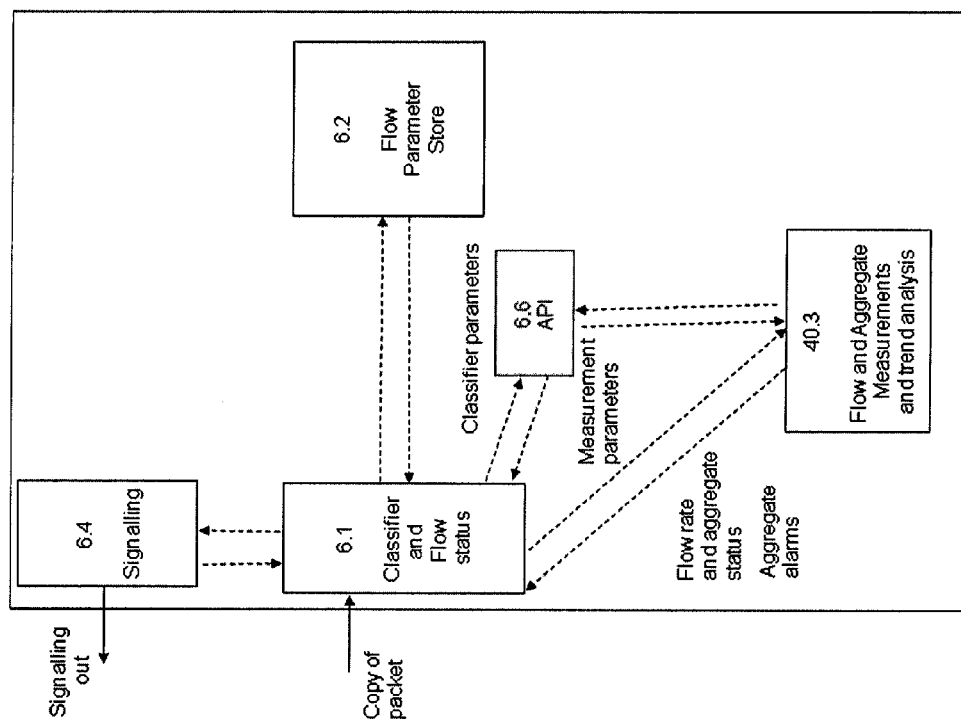 Signalling
out
6.4
Signalling
Copy of
packet
6.1
Classifier
and
Flow
status
6.2
Flow
Parameter
Store
Classifier parameters
6.6
API
Measurement
parameters
Flow rate
and aggregate
status
Aggregate
alarms
40.3
Flow and Aggregate
Measurements
and trend analysis